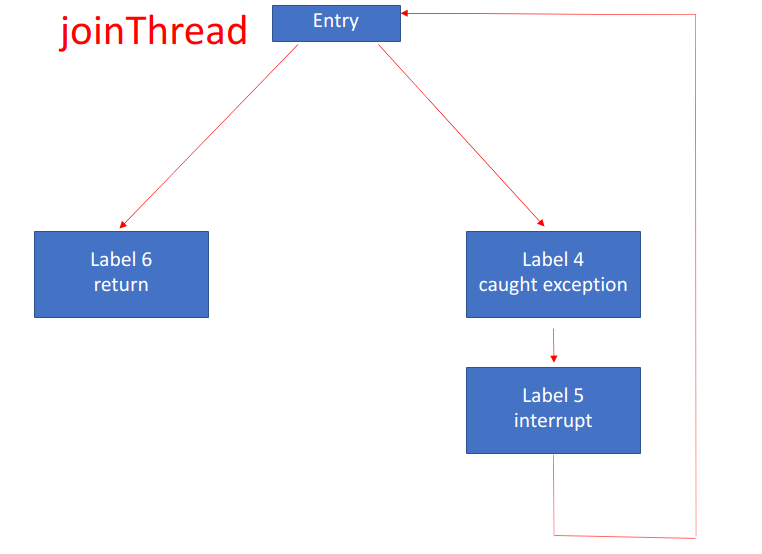 joinThread
Entry
Label 6
return
Label 4
caught exception
Label 5
interrupt